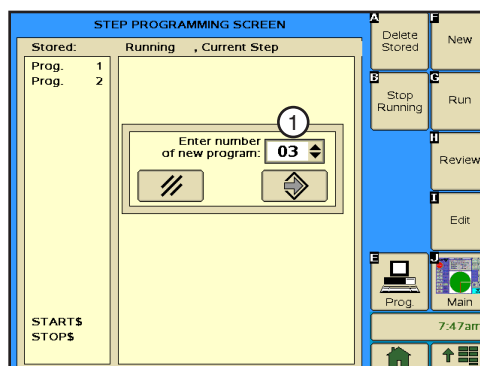 STEP PROGRAMMING SCREEN
Stored:
Running , Current Step
Prog. 1
Prog. 2
1
Enter number
of new program:
03
START$
STOP$
A
Delete
Stored
F
New
B
Stop
Running
G
Run
H
Review
I
Edit
E
Prog.
J
Main
7:47am